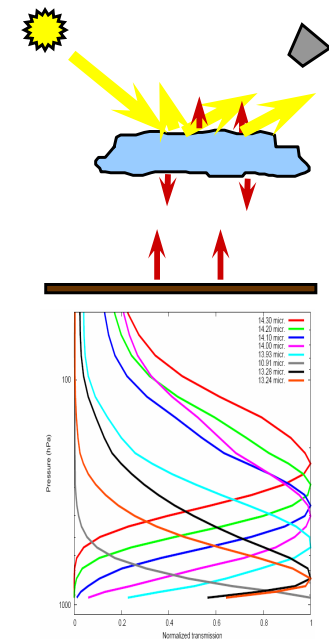 14.30 micr.
14.20 micr.
14.10 micr.
14.00 micr.
13.93 micr.
10.91 micr.
13.28 micr.
13.24 micr.
100
Pressure (hPa)
1000
0 0.2 0.4 0.6 0.8 1
Normalized transmission